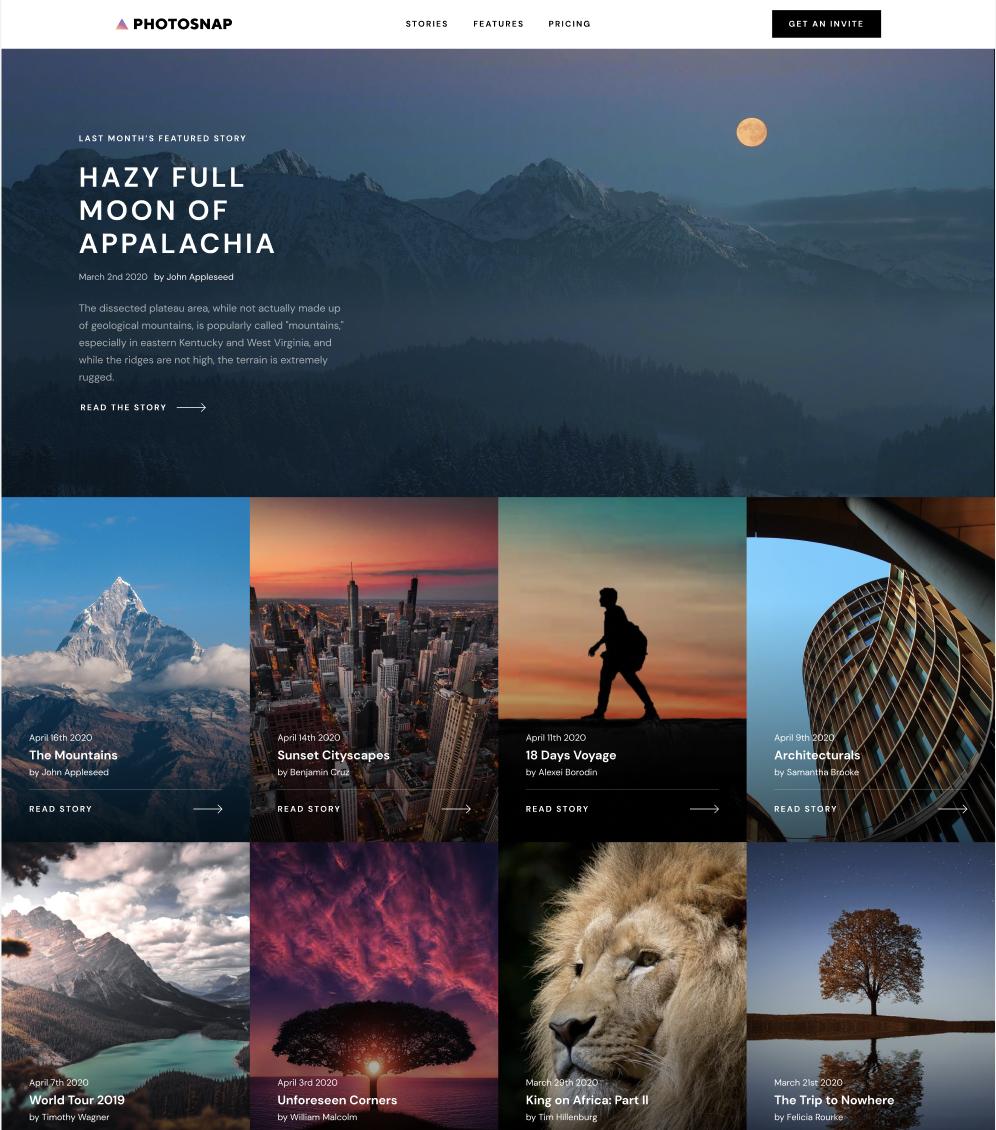 PHOTOSNAP
STORIES FEATURES PRICING
GET AN INVITE
LAST MONTH'S FEATURED STORY
HAZY FULL
MOON OF
APPALACHIA
March 2nd 2020 by John Appleseed
The dissected plateau area, while not actually made up
of geological mountains, is popularly called "mountains,"
especially in eastern Kentucky and West Virginia, and
while the ridges are not high, the terrain is extremely
rugged.
READ THE STORY
April 16th 2020
The Mountains
by John Appleseed
READ STORY
April 14th 2020
Sunset Cityscapes
by Benjamin Cruz
READ STORY
April 11th 2020
18 Days Voyage
by Alexei Borodin
READ STORY
April 9th 2020
Architecturals
by Samantha Brooke
READ STORY
April 7th 2020
World Tour 2019
by Timothy Wagner
April 3rd 2020
Unforeseen Corners
by William Malcolm
March 29th 2020
King on Africa: Part II
by Tim Hillenburg
March 21st 2020
The Trip to Nowhere
by Felicia Rourke